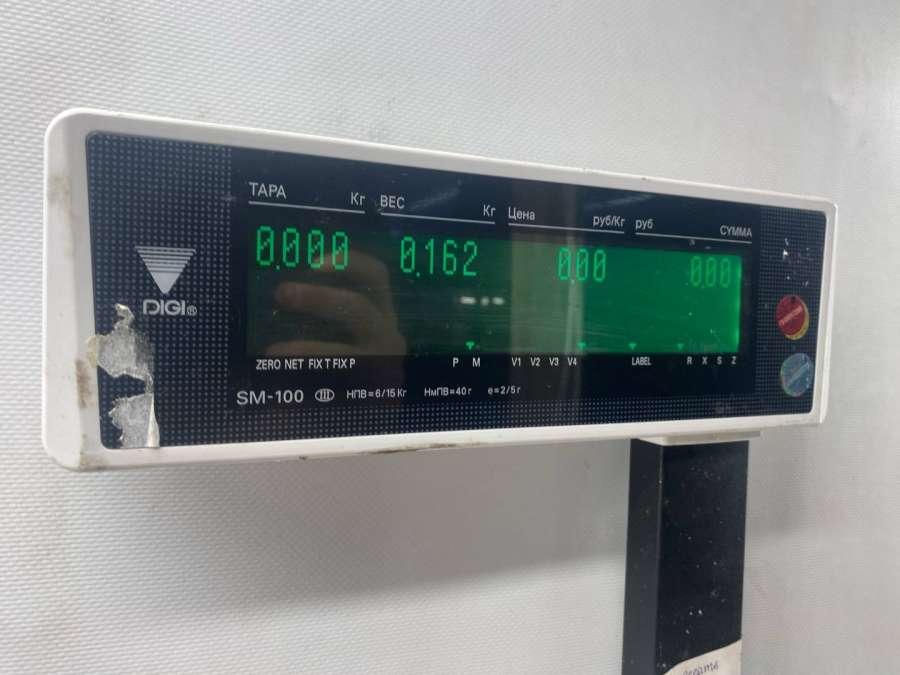 ТАРА Кг ВЕС Кг Цена руб/Кг руб СУММА
0.000 0.162 0.00 0.00
DIGI®
ZERO NET FIX T FIX P P M V1 V2 V3 V4 LABEL R X S Z
SM-100 III НПВ=6/15 Кг НмПВ=40 г e=2/5 г